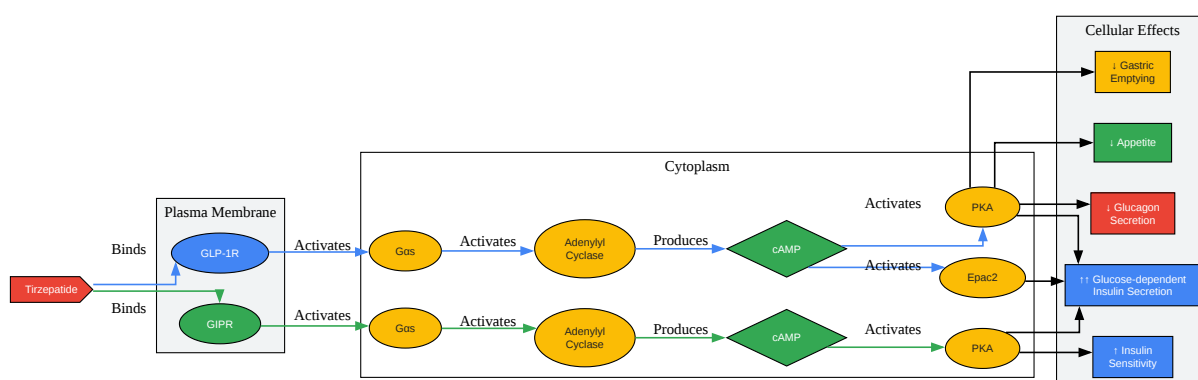 Cellular Effects
↓ Gastric
Emptying
↓ Appetite
Cytoplasm
Activates
PKA
↓ Glucagon
Secretion
Plasma Membrane
Binds
GLP-1R
Activates
Gαs
Activates
Adenylyl
Cyclase
Produces
cAMP
Activates
Epac2
↑↑ Glucose-dependent
Insulin Secretion
Tirzepatide
Binds
GIPR
Activates
Gαs
Activates
Adenylyl
Cyclase
Produces
cAMP
Activates
PKA
↑ Insulin
Sensitivity